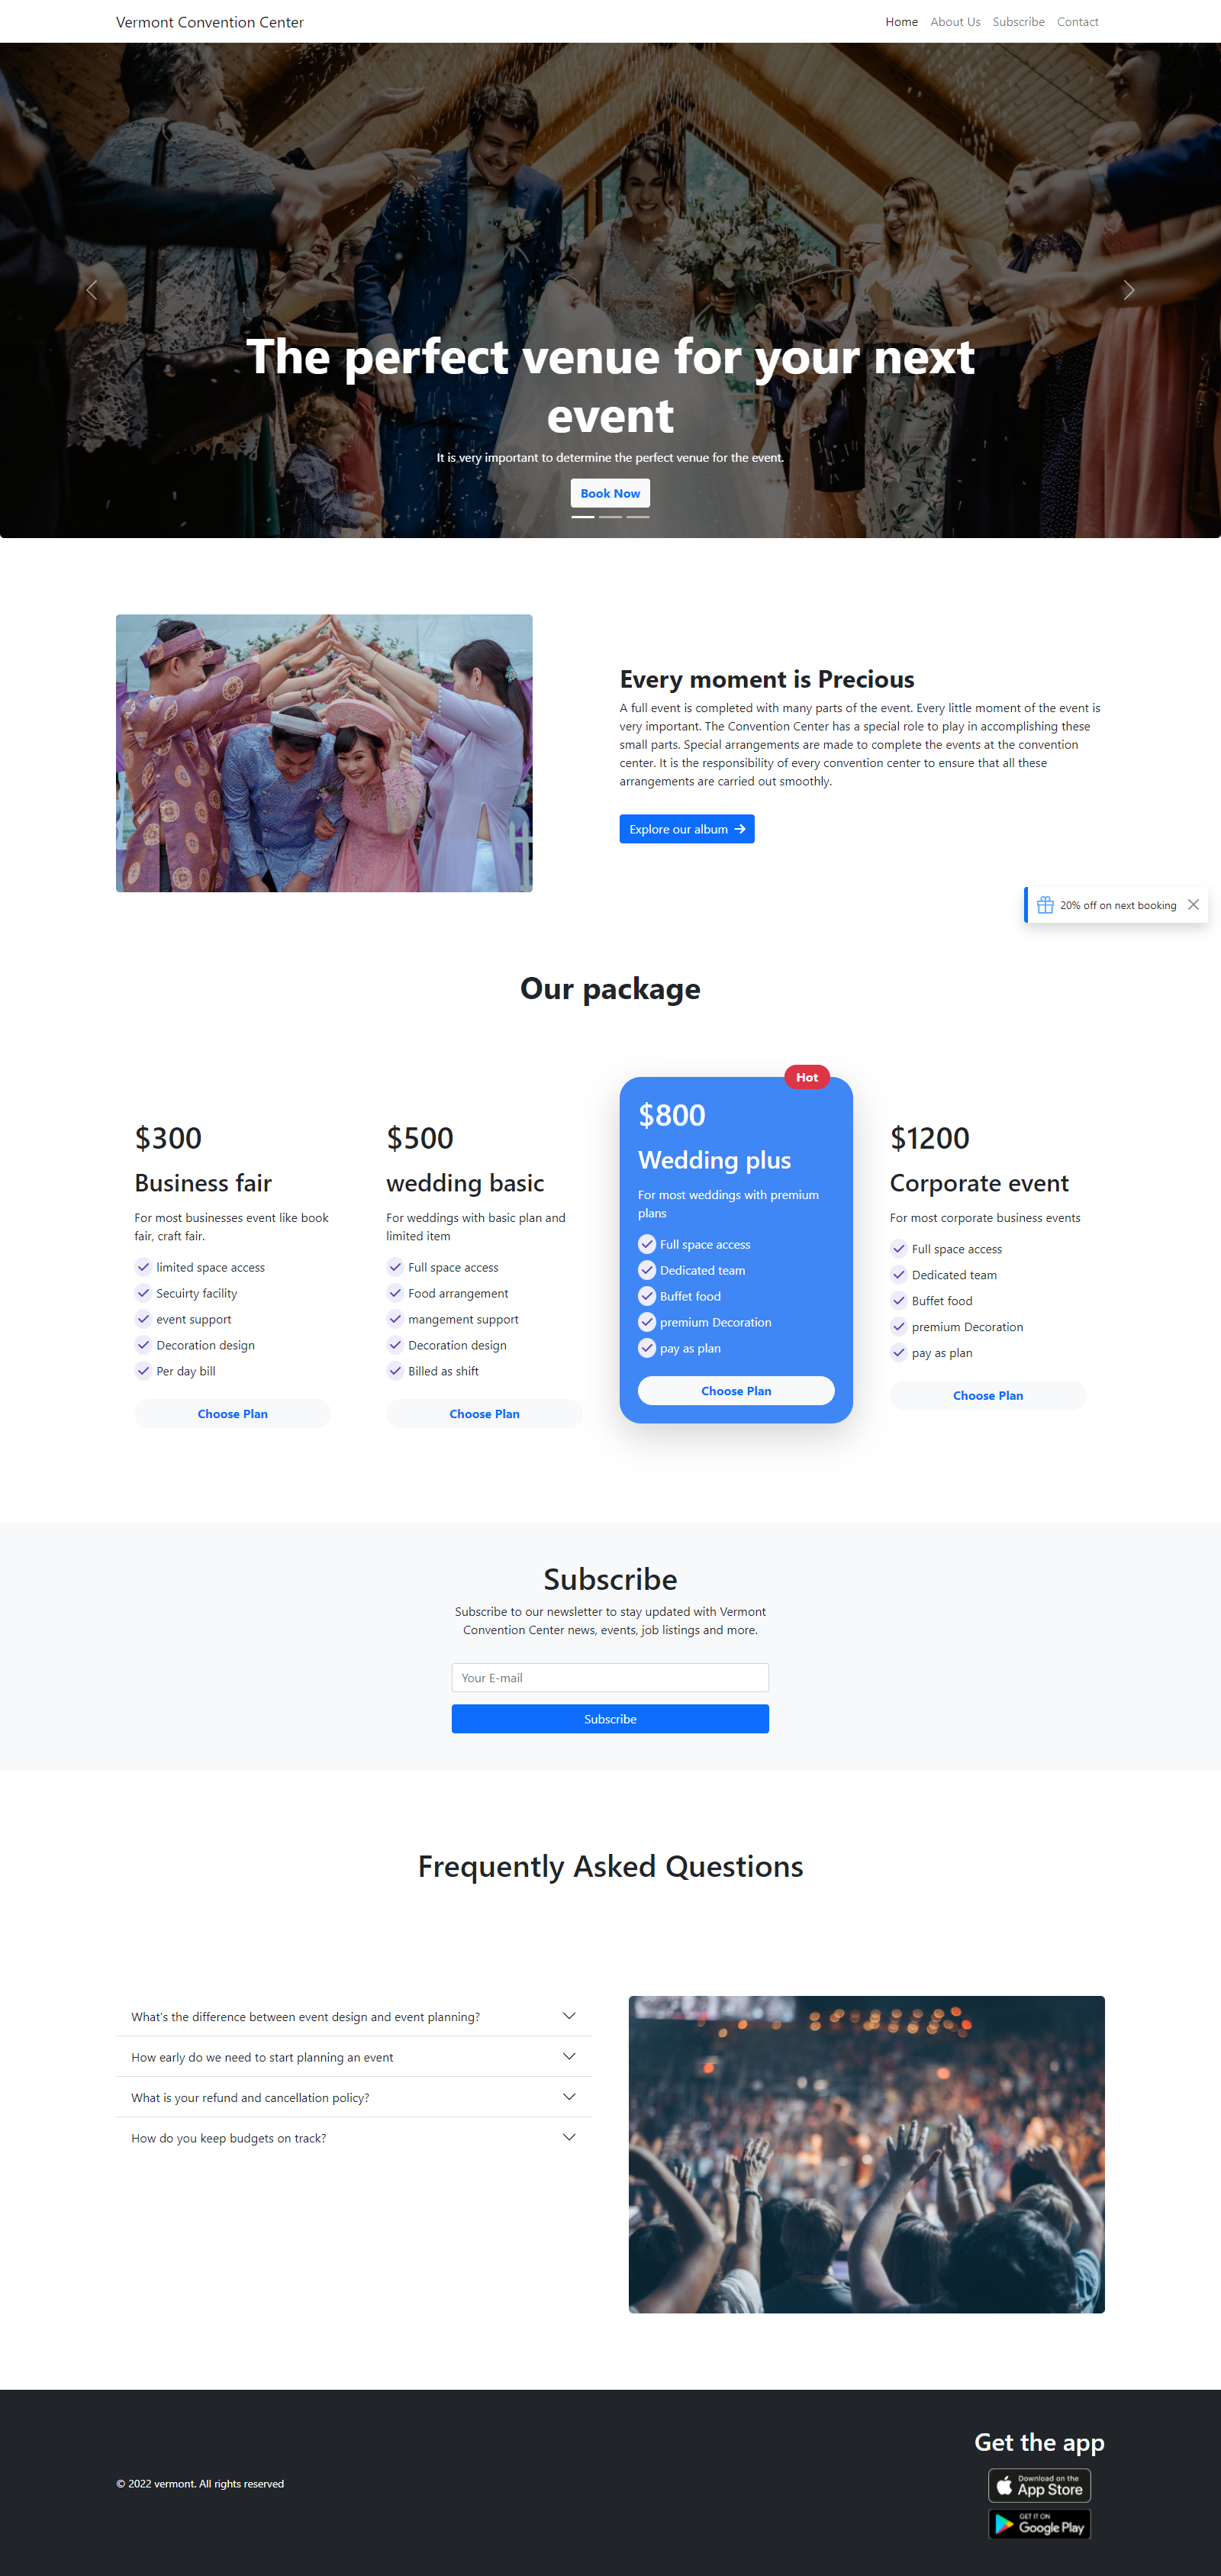 Vermont Convention Center
Home About Us Subscribe Contact
The perfect venue for your next
event
It is very important to determine the perfect venue for the event.
Book Now
Every moment is Precious
A full event is completed with many parts of the event. Every little moment of the event is
very important. The Convention Center has a special role to play in accomplishing these
small parts. Special arrangements are made to complete the events at the convention
center. It is the responsibility of every convention center to ensure that all these
arrangements are carried out smoothly.
Explore our album
20% off on next booking
Our package
$300
Business fair
For most businesses event like book
fair, craft fair.
limited space access
Secuirty facility
event support
Decoration design
Per day bill
Choose Plan
$500
wedding basic
For weddings with basic plan and
limited item
Full space access
Food arrangement
mangement support
Decoration design
Billed as shift
Choose Plan
Hot
$800
Wedding plus
For most weddings with premium
plans
Full space access
Dedicated team
Buffet food
premium Decoration
pay as plan
Choose Plan
$1200
Corporate event
For most corporate business events
Full space access
Dedicated team
Buffet food
premium Decoration
pay as plan
Choose Plan
Subscribe
Subscribe to our newsletter to stay updated with Vermont
Convention Center news, events, job listings and more.
Your E-mail
Subscribe
Frequently Asked Questions
What's the difference between event design and event planning?
How early do we need to start planning an event
What is your refund and cancellation policy?
How do you keep budgets on track?
© 2022 vermont. All rights reserved
Get the app
Download on the
App Store
GET IT ON
Google Play